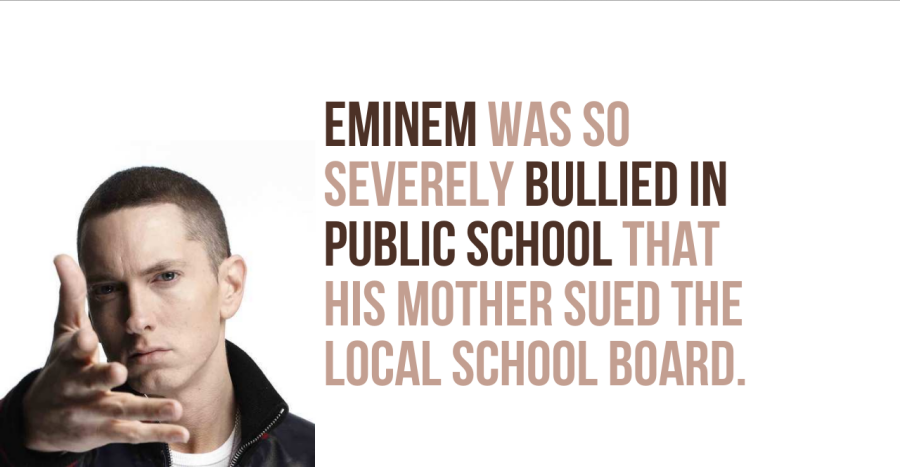 EMINEM WAS SO
SEVERELY BULLIED IN
PUBLIC SCHOOL THAT
HIS MOTHER SUED THE
LOCAL SCHOOL BOARD.